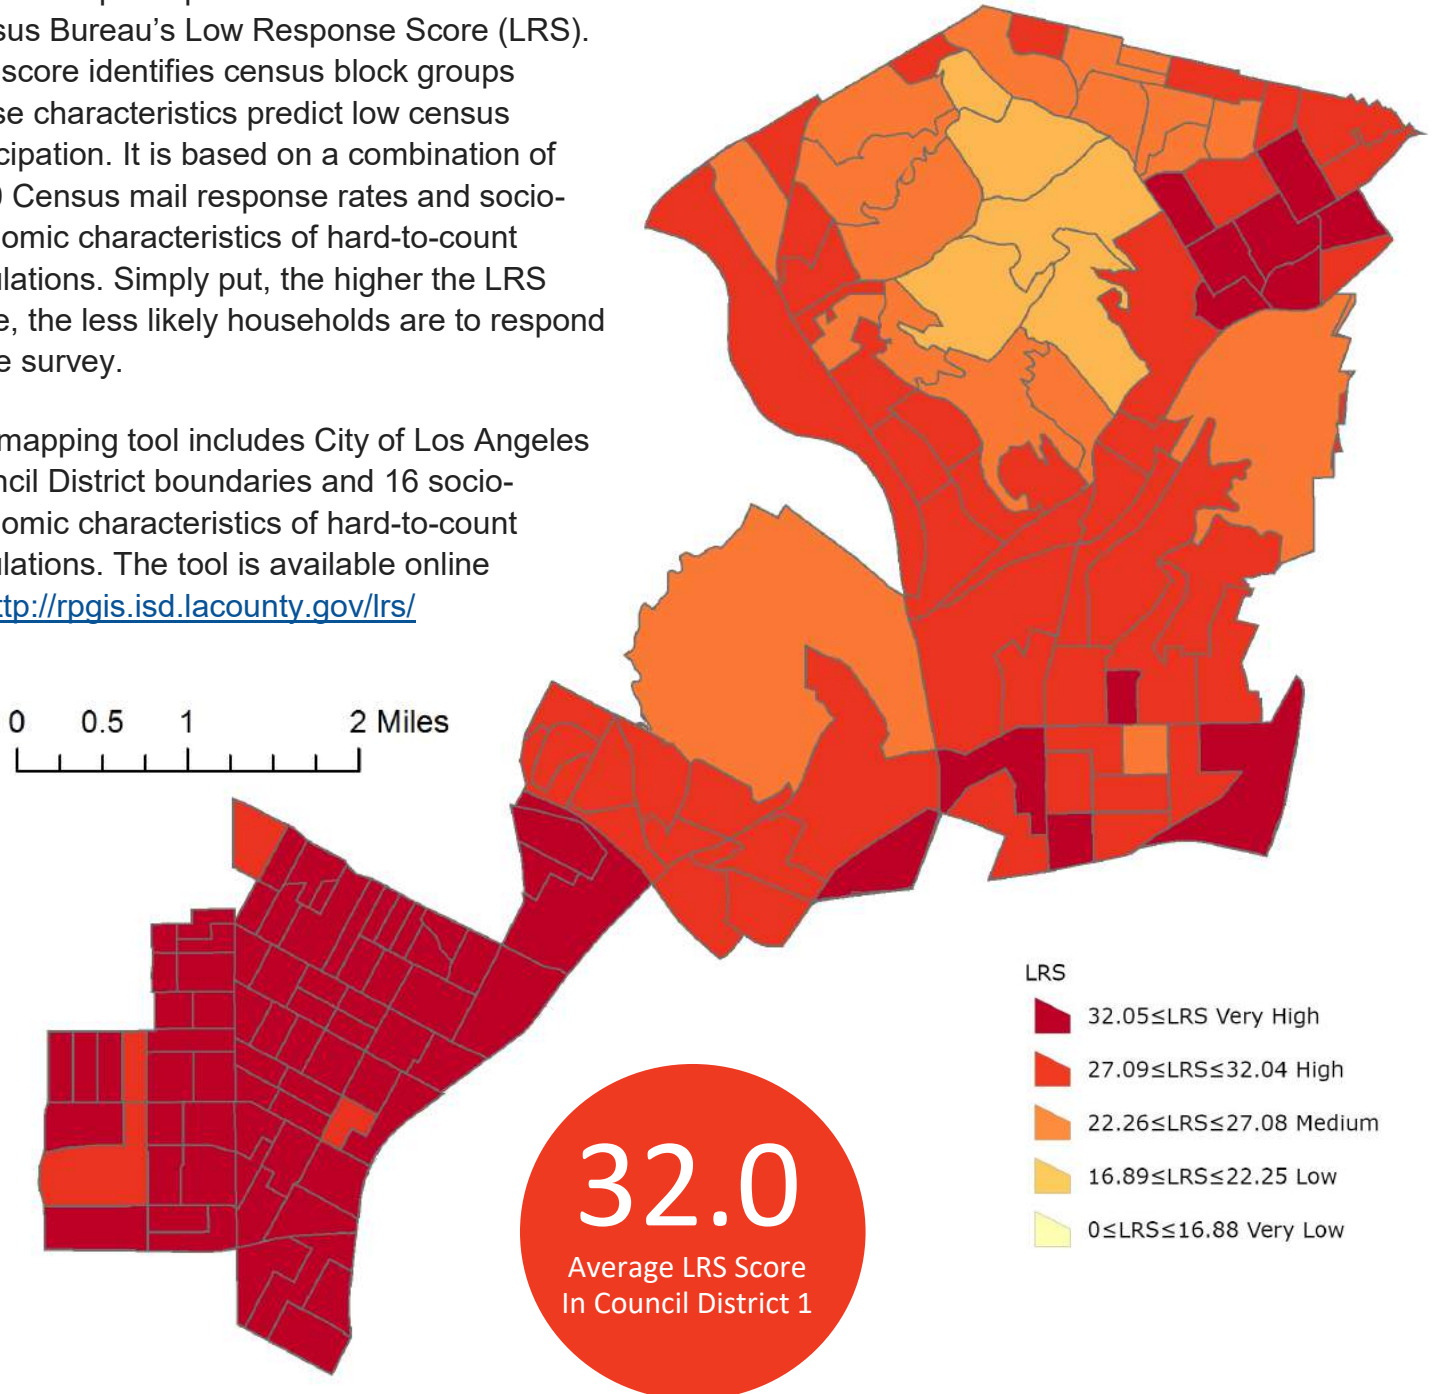 sus Bureau's Low Response Score (LRS).
score identifies census block groups
se characteristics predict low census
cipation. It is based on a combination of
0 Census mail response rates and socio-
omic characteristics of hard-to-count
ulations. Simply put, the higher the LRS
e, the less likely households are to respond
e survey.
mapping tool includes City of Los Angeles
ncil District boundaries and 16 socio-
omic characteristics of hard-to-count
ulations. The tool is available online
ttp://rpgis.isd.lacounty.gov/lrs/
0 0.5 1 2 Miles
LRS
32.05≤LRS Very High
27.09≤LRS≤32.04 High
22.26≤LRS≤27.08 Medium
16.89≤LRS≤22.25 Low
0≤LRS≤16.88 Very Low
32.0
Average LRS Score
In Council District 1